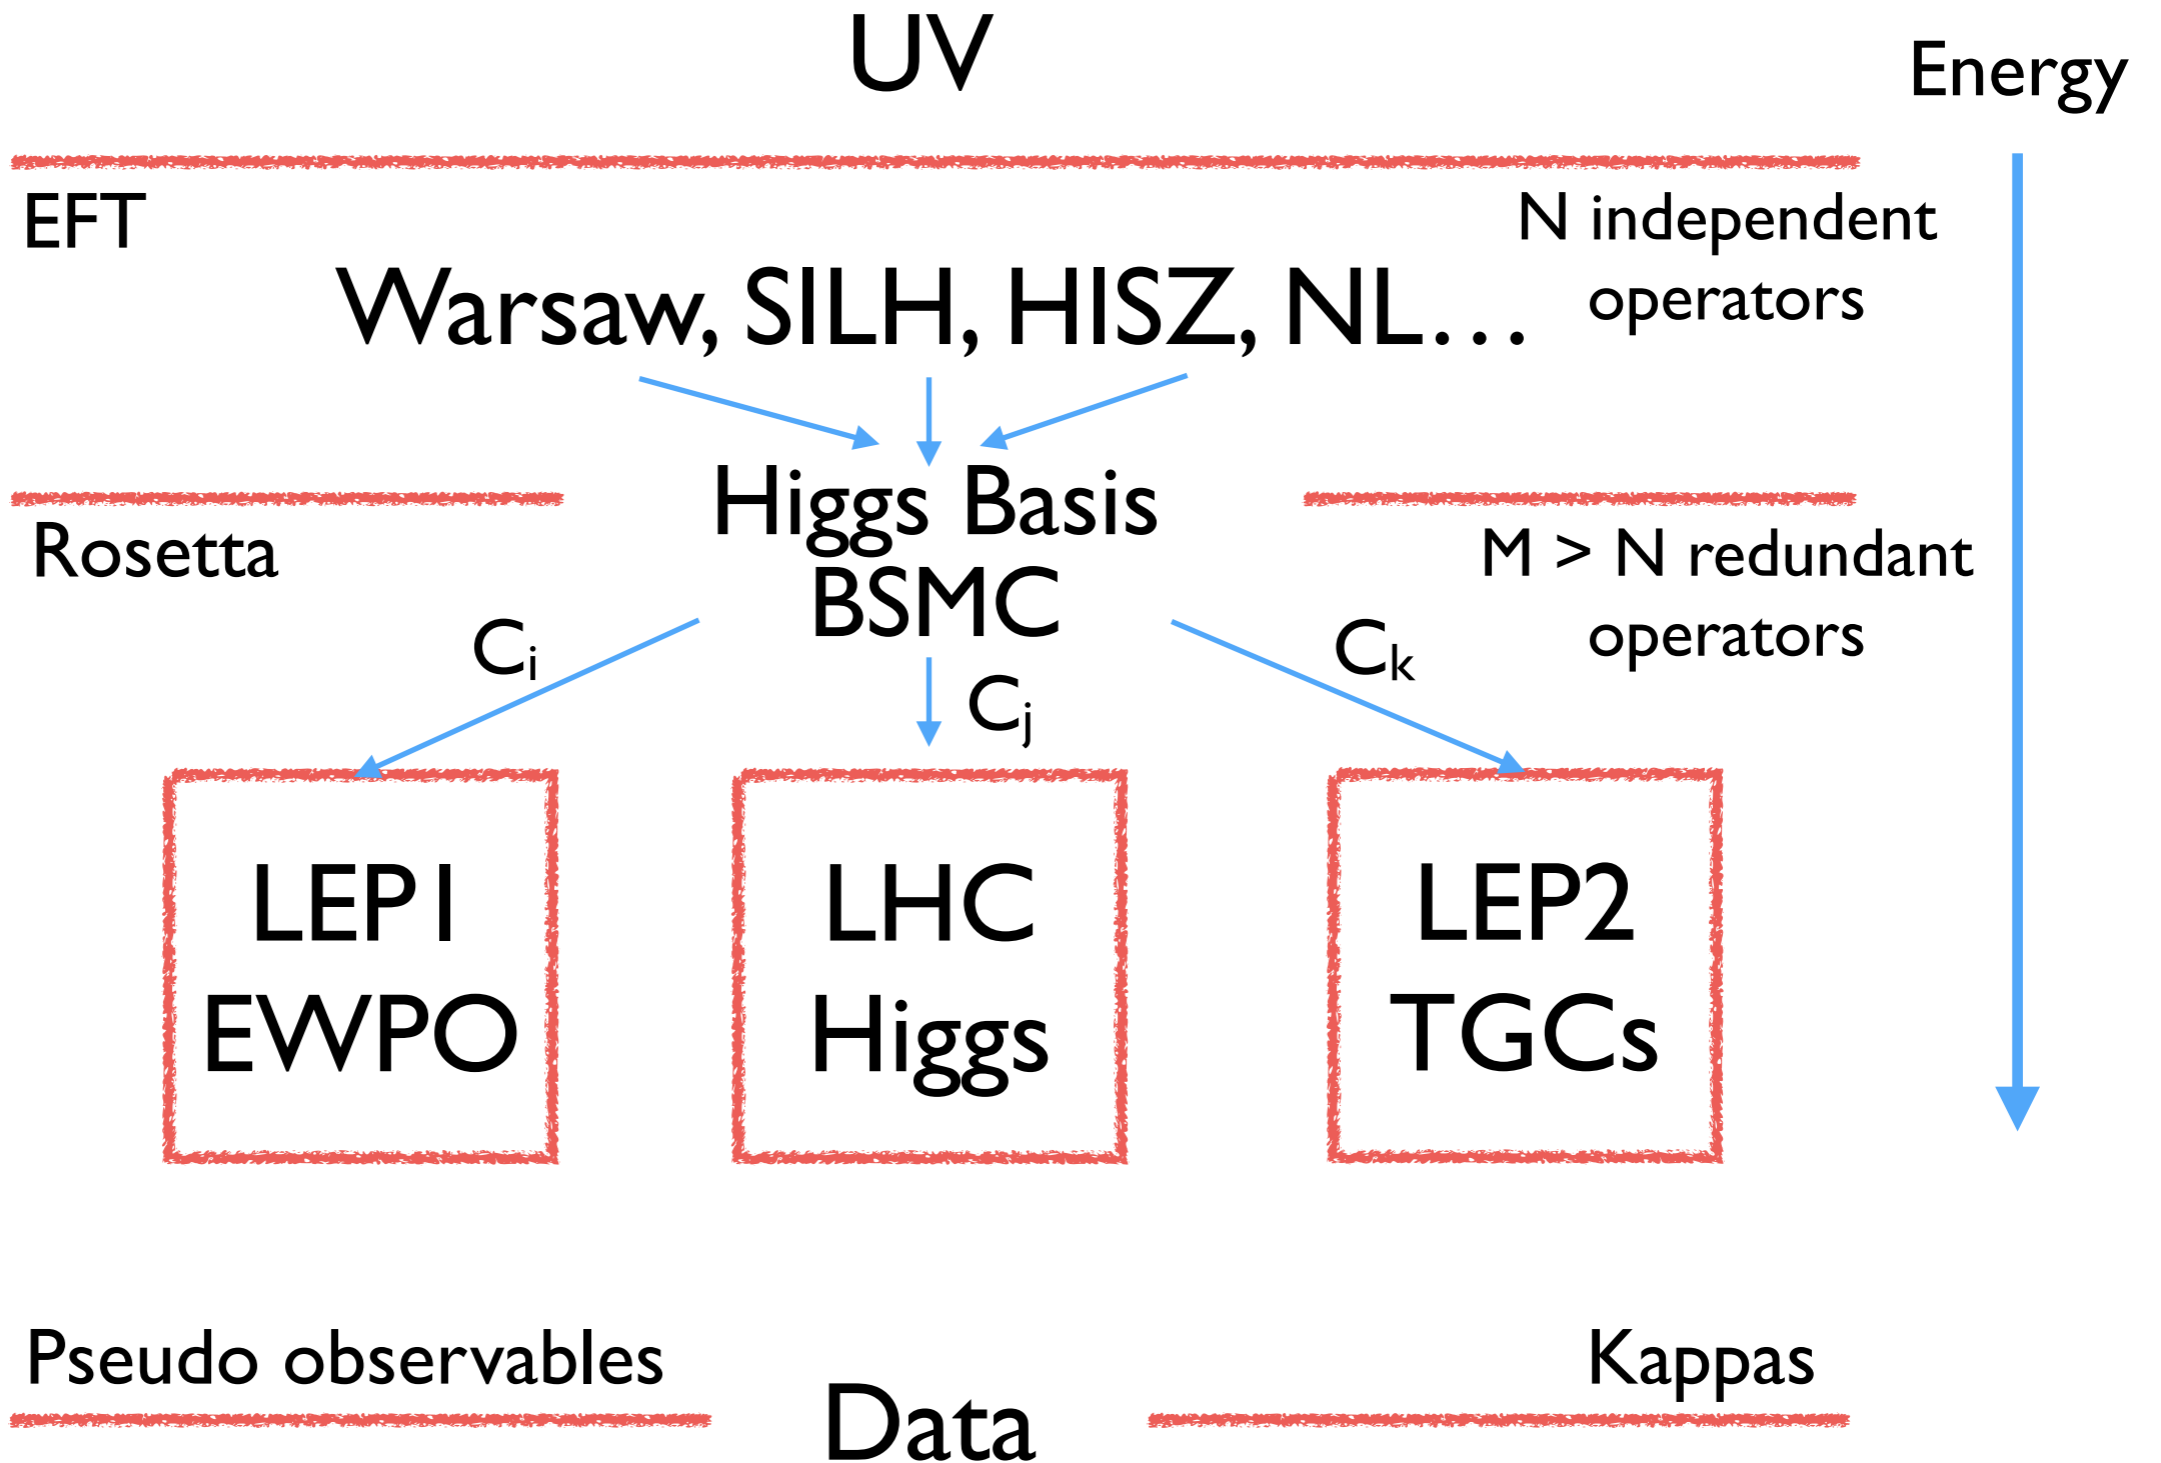 UV
Energy
EFT
N independent
operators
Warsaw, SILH, HISZ, NL…
Higgs Basis
BSMC
Rosetta
M > N redundant
operators
Ci
Cj
Ck
LEP1
EWPO
LHC
Higgs
LEP2
TGCs
Pseudo observables
Kappas
Data